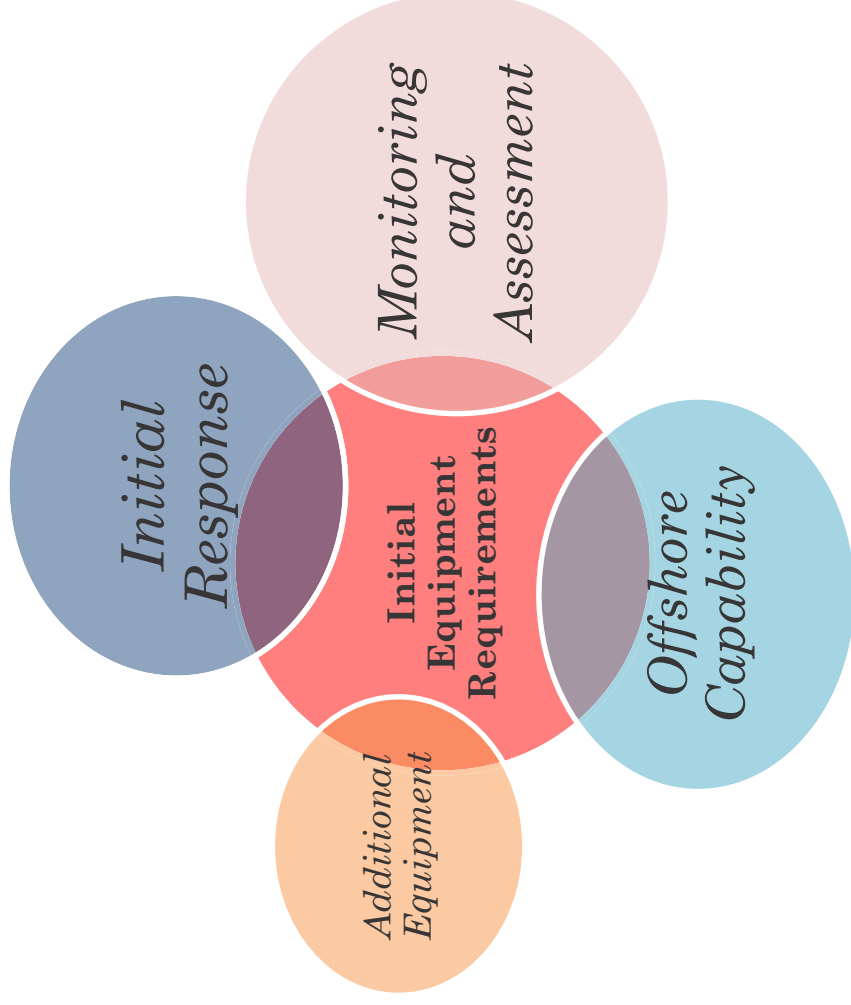 Initial
Response
Monitoring
and
Assessment
Initial
Equipment
Requirements
Additional
Equipment
Offshore
Capability